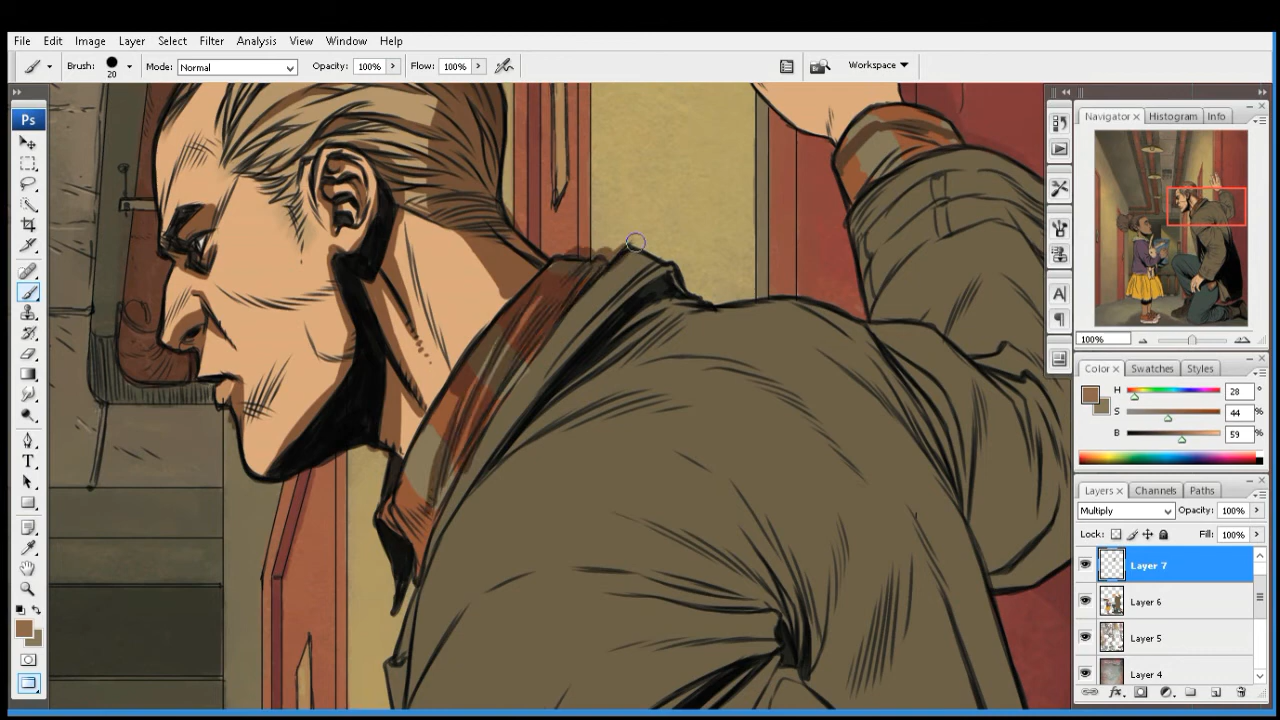 File Edit Image Layer Select Filter Analysis View Window Help
Brush: 20 Mode: Normal Opacity: 100% Flow: 100% Workspace
Ps
Navigator Histogram Info
100%
Color Swatches Styles
H 28 °
S 44 %
B 59 %
Layers Channels Paths
Multiply Opacity: 100%
Lock: Fill: 100%
Layer 7
Layer 6
Layer 5
Layer 4